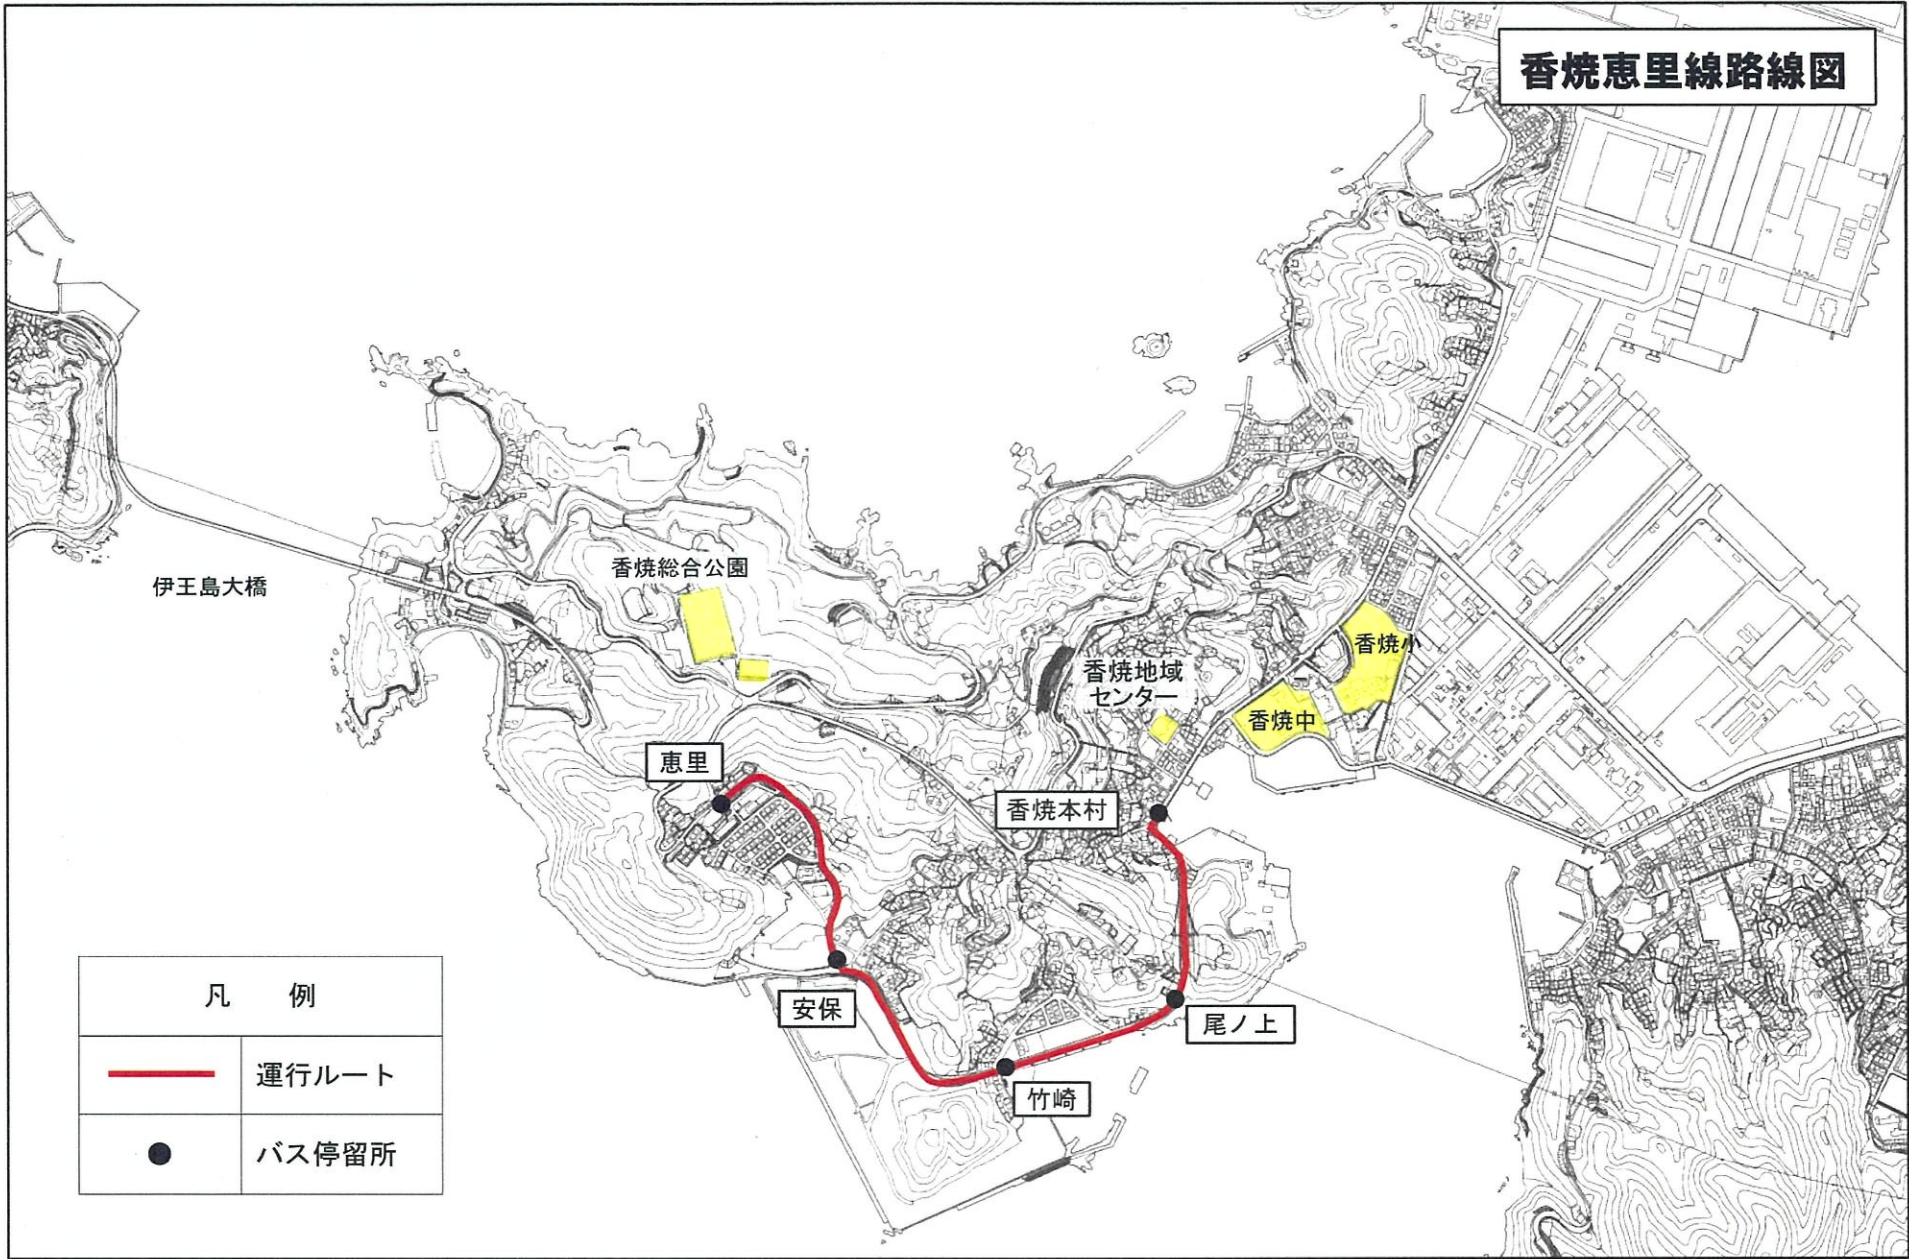 香焼恵里線路線図
香焼総合公園
伊王島大橋
香焼小
香焼地域
センター
香焼中
恵里
香焼本村
安保
尾ノ上
竹崎
凡　例
運行ルート
バス停留所